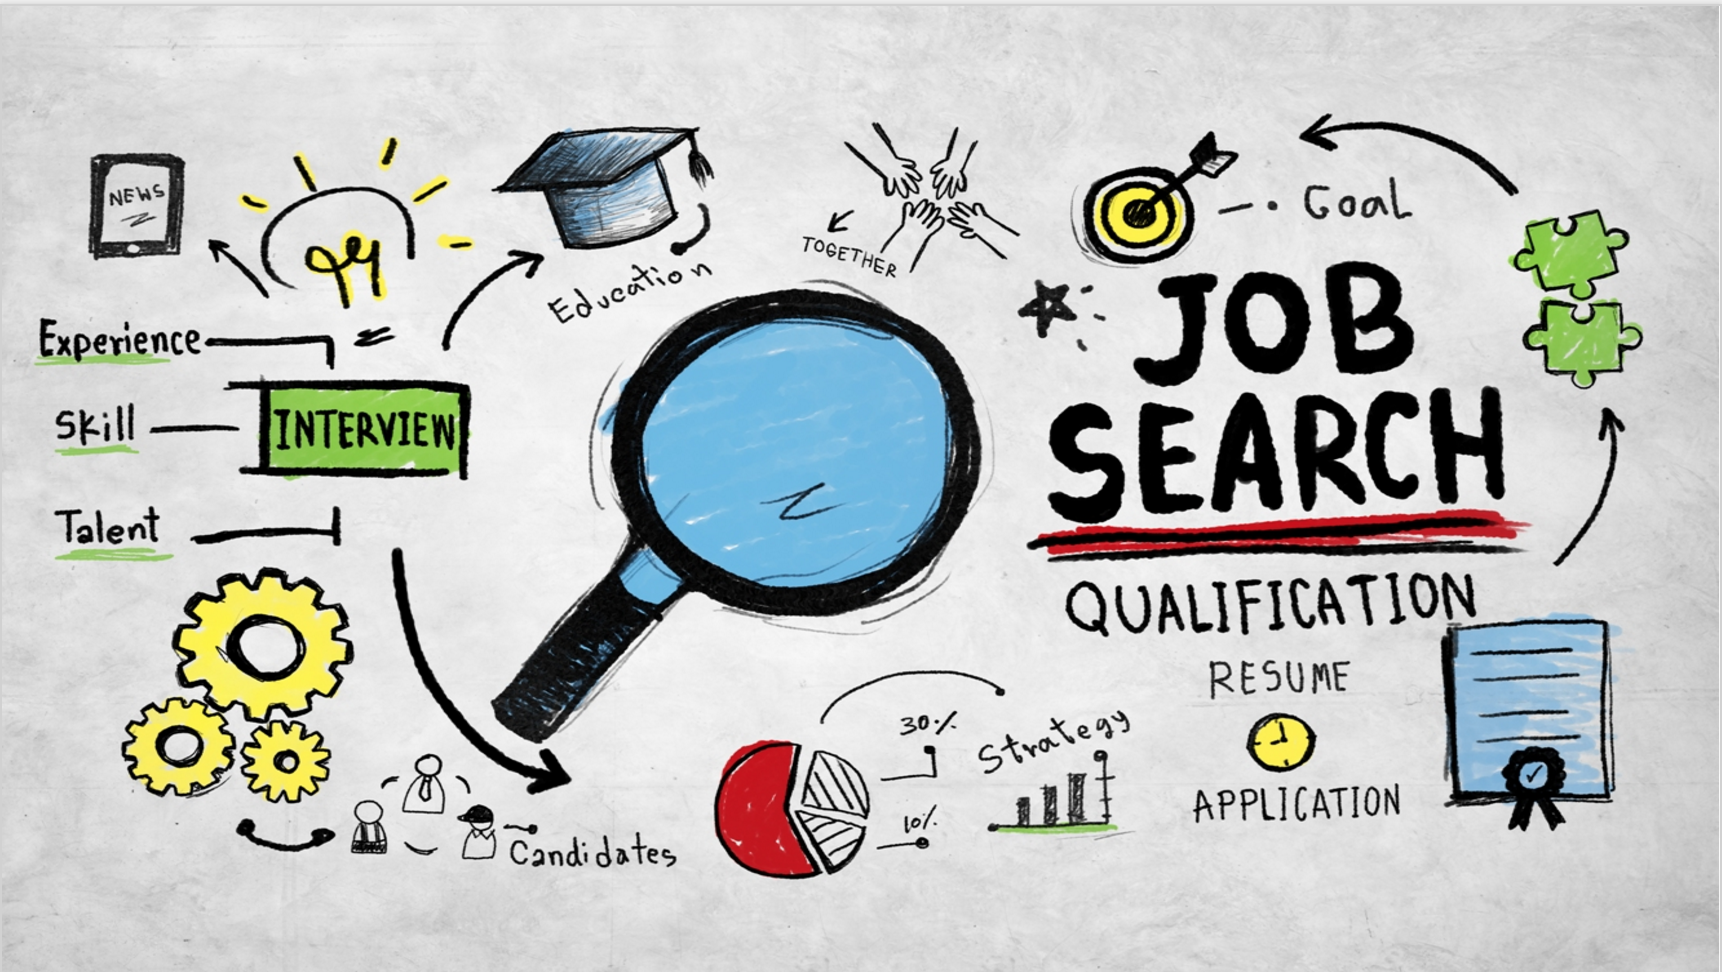 NEWS
Education
TOGETHER
Goal
Experience
Skill
INTERVIEW
Talent
JOB
SEARCH
QUALIFICATION
RESUME
APPLICATION
30%
10%
Strategy
Candidates